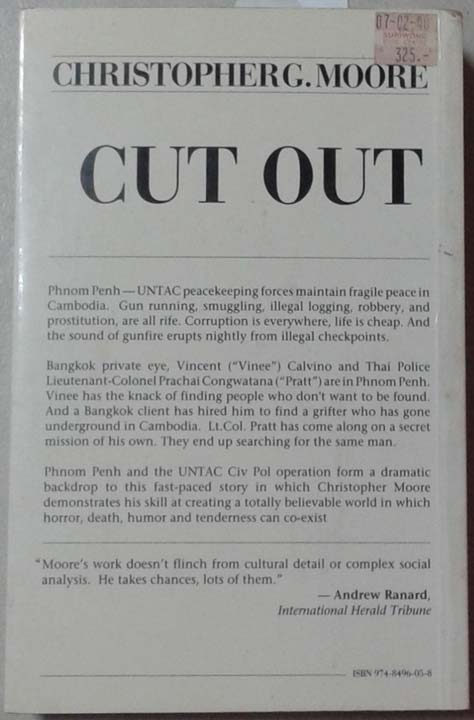 07-02-
SURIWONG
325.-
CHRISTOPHER G. MOORE
CUT OUT
Phnom Penh — UNTAC peacekeeping forces maintain fragile peace in
Cambodia. Gun running, smuggling, illegal logging, robbery, and
prostitution, are all rife. Corruption is everywhere, life is cheap. And
the sound of gunfire erupts nightly from illegal checkpoints.
Bangkok private eye, Vincent ("Vinee") Calvino and Thai Police
Lieutenant-Colonel Prachai Congwatana ("Pratt") are in Phnom Penh.
Vinee has the knack of finding people who don't want to be found.
And a Bangkok client has hired him to find a grifter who has gone
underground in Cambodia. Lt.Col. Pratt has come along on a secret
mission of his own. They end up searching for the same man.
Phnom Penh and the UNTAC Civ Pol operation form a dramatic
backdrop to this fast-paced story in which Christopher Moore
demonstrates his skill at creating a totally believable world in which
horror, death, humor and tenderness can co-exist
"Moore's work doesn't flinch from cultural detail or complex social
analysis. He takes chances, lots of them."
— Andrew Ranard,
International Herald Tribune
ISBN 974-8496-05-8